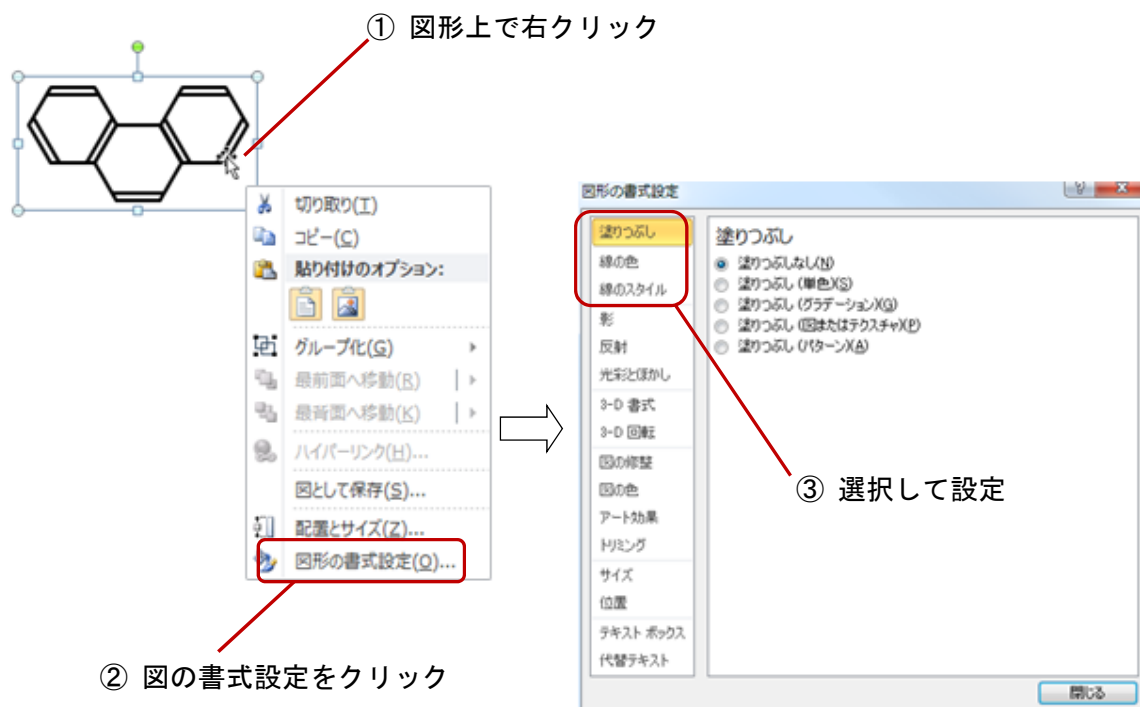 ① 図形上で右クリック
切り取り(T)
コピー(C)
貼り付けのオプション:
グループ化(G)
最前面へ移動(R)
最背面へ移動(K)
ハイパーリンク(H)...
図として保存(S)...
配置とサイズ(Z)...
図形の書式設定(O)...
② 図の書式設定をクリック
図形の書式設定
塗りつぶし
線の色
線のスタイル
影
反射
光彩とぼかし
3-D 書式
3-D 回転
図の修整
図の色
アート効果
トリミング
サイズ
位置
テキスト ボックス
代替テキスト
塗りつぶし
塗りつぶしなし(N)
塗りつぶし (単色)(S)
塗りつぶし (グラデーション)(G)
塗りつぶし (図またはテクスチャ)(P)
塗りつぶし (パターン)(A)
③ 選択して設定
閉じる